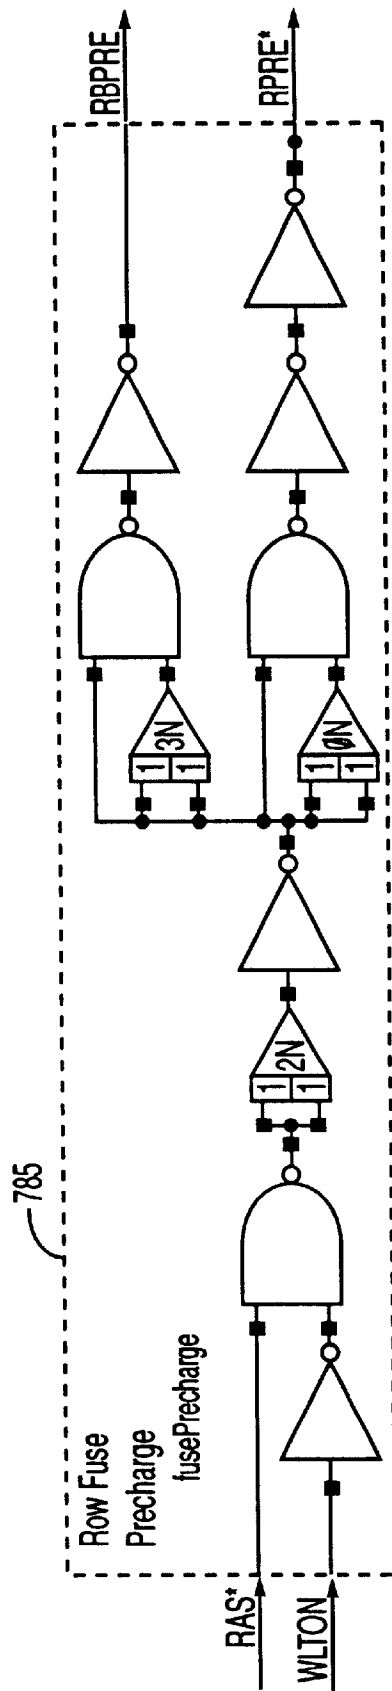 785
Row Fuse
Precharge
fusePrecharge
RAS*
WLTON
1
1
2N
1
1
3N
1
1
ØN
RBPRE
RPRE*